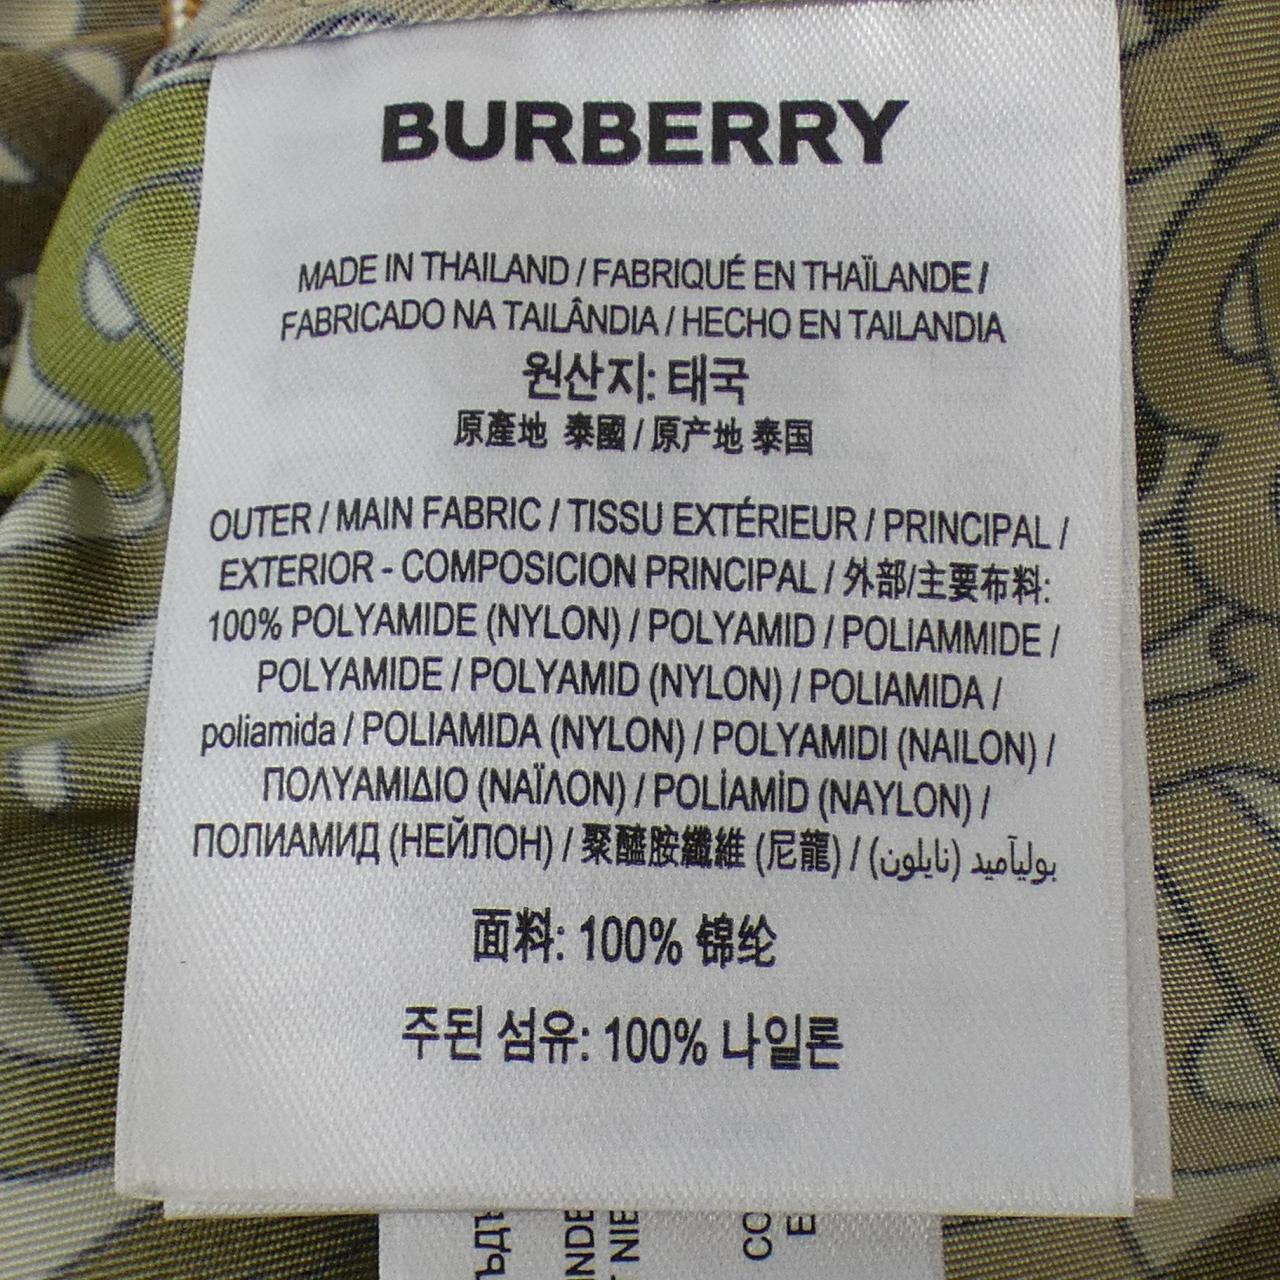 BURBERRY
MADE IN THAILAND / FABRIQUÉ EN THAÏLANDE /
FABRICADO NA TAILÂNDIA / HECHO EN TAILANDIA
원산지: 태국
原產地 泰國 / 原产地 泰国
OUTER / MAIN FABRIC / TISSU EXTÉRIEUR / PRINCIPAL /
EXTERIOR - COMPOSICION PRINCIPAL / 外部/主要布料:
100% POLYAMIDE (NYLON) / POLYAMID / POLIAMMIDE /
POLYAMIDE / POLYAMID (NYLON) / POLIAMIDA /
poliamida / POLIAMIDA (NYLON) / POLYAMIDI (NAILON) /
ΠΟΛΥΑΜΙΔΙΟ (ΝΑΪΛΟΝ) / POLİAMİD (NAYLON) /
ПОЛИАМИД (НЕЙЛОН) / 聚醯胺纖維 (尼龍) / بوليآميد (نايلون)
面料: 100% 锦纶
주된 섬유: 100% 나일론